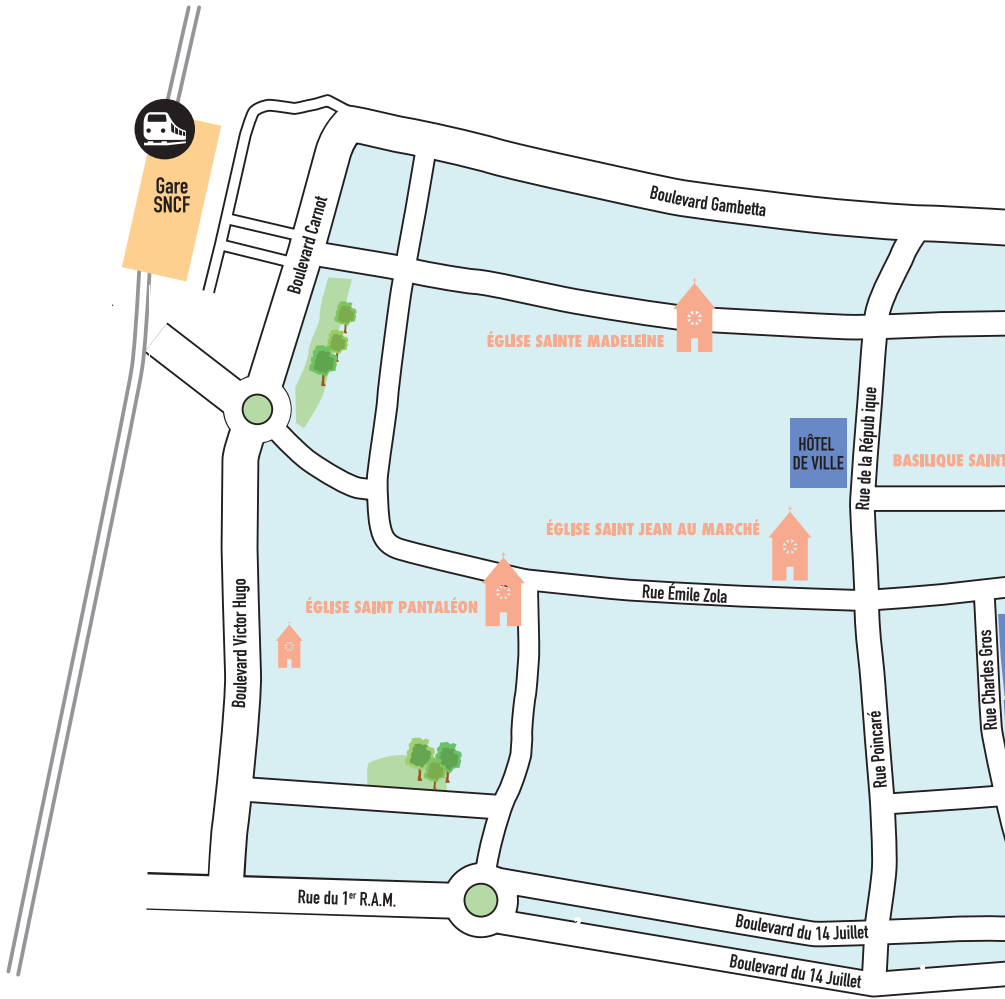 Gare
SNCF
Boulevard Carnot
Boulevard Gambetta
ÉGLISE SAINTE MADELEINE
Rue de la Répub ique
HÔTEL
DE VILLE
BASILIQUE SAINT
ÉGLISE SAINT JEAN AU MARCHÉ
Rue Émile Zola
ÉGLISE SAINT PANTALÉON
Boulevard Victor Hugo
Rue Charles Gros
Rue Poincaré
Rue du 1er R.A.M.
Boulevard du 14 Juillet
Boulevard du 14 Juillet